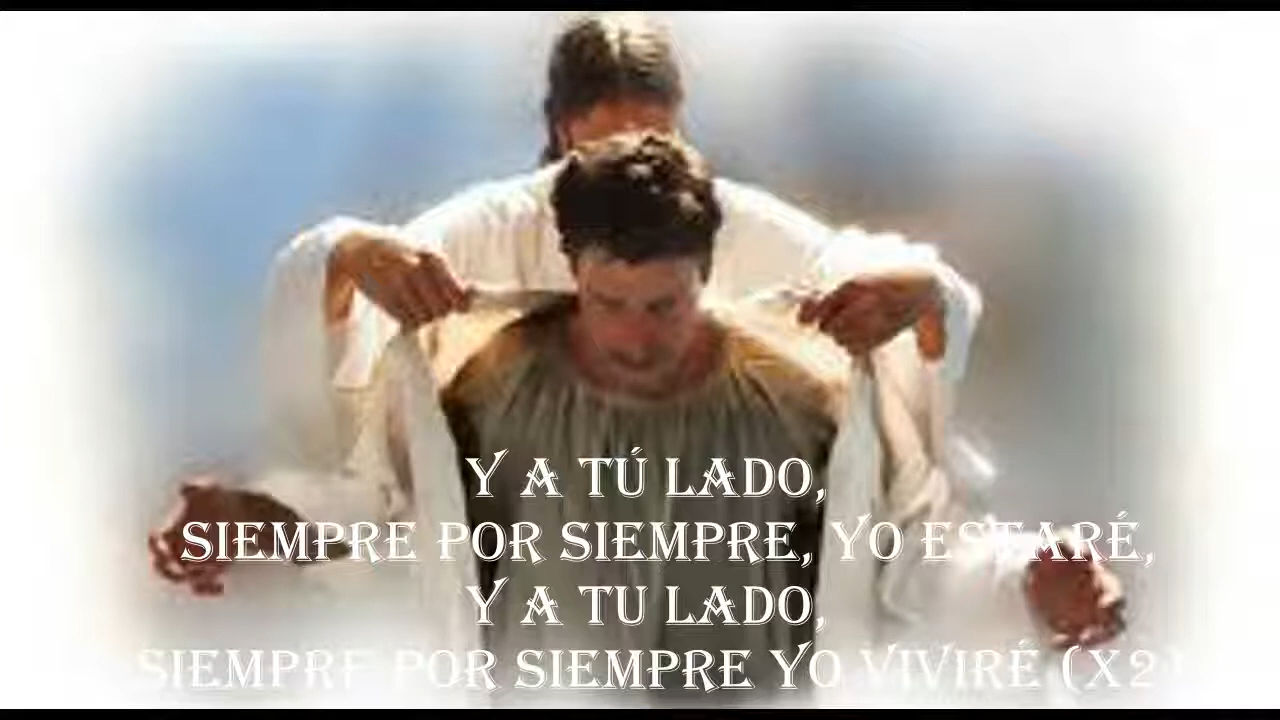 Y A TÚ LADO,
SIEMPRE POR SIEMPRE, YO ESTARÉ,
Y A TU LADO,
SIEMPRE POR SIEMPRE YO VIVIRÉ (X2)